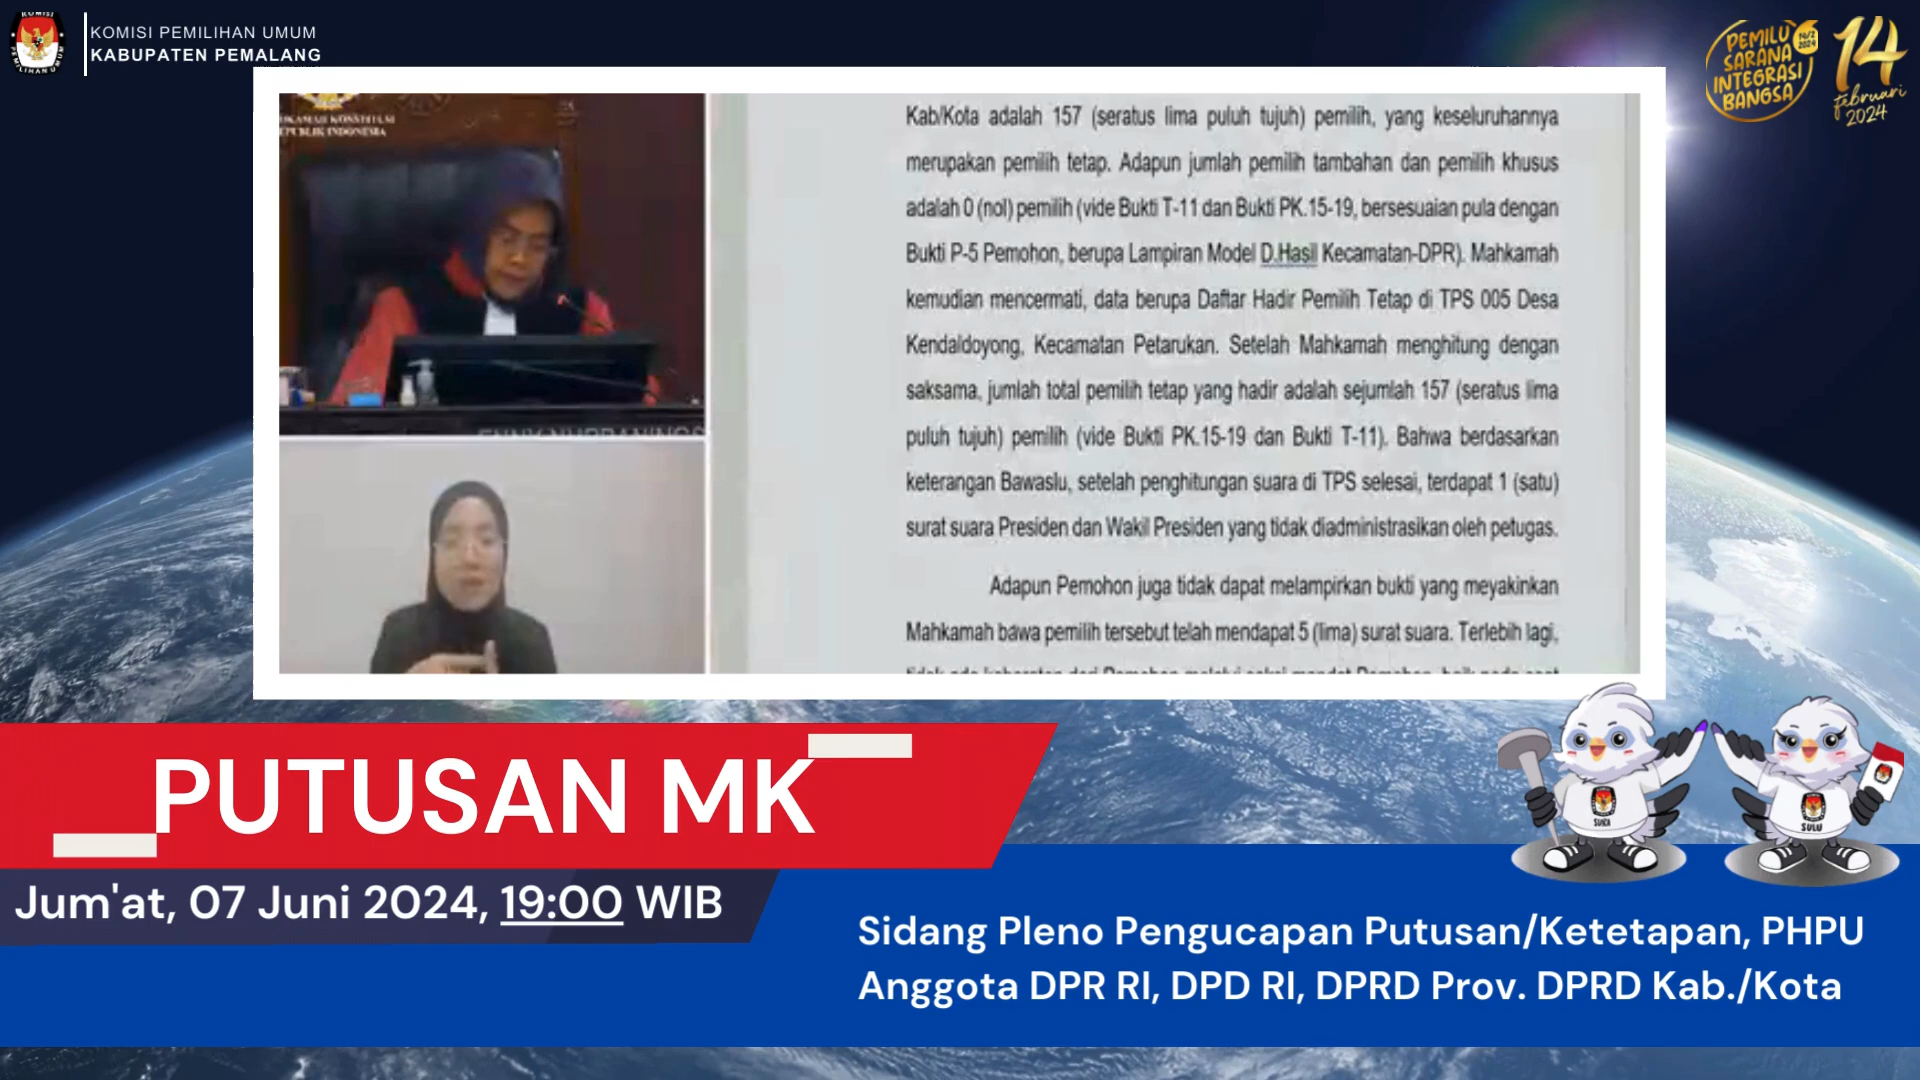 KOMISI PEMILIHAN UMUM
KABUPATEN PEMALANG
PEMILU
SARANA
INTEGRASI
BANGSA
14
Februari
2024
Kab/Kota adalah 157 (seratus lima puluh tujuh) pemilih, yang keseluruhannya
merupakan pemilih tetap. Adapun jumlah pemilih tambahan dan pemilih khusus
adalah 0 (nol) pemilih (vide Bukti T-11 dan Bukti PK.15-19, bersesuaian pula dengan
Bukti P-5 Pemohon, berupa Lampiran Model D.Hasil Kecamatan-DPR). Mahkamah
kemudian mencermati, data berupa Daftar Hadir Pemilih Tetap di TPS 005 Desa
Kendaldoyong, Kecamatan Petarukan. Setelah Mahkamah menghitung dengan
saksama, jumlah total pemilih tetap yang hadir adalah sejumlah 157 (seratus lima
puluh tujuh) pemilih (vide Bukti PK.15-19 dan Bukti T-11). Bahwa berdasarkan
keterangan Bawaslu, setelah penghitungan suara di TPS selesai, terdapat 1 (satu)
surat suara Presiden dan Wakil Presiden yang tidak diadministrasikan oleh petugas.
Adapun Pemohon juga tidak dapat melampirkan bukti yang meyakinkan
Mahkamah bawa pemilih tersebut telah mendapat 5 (lima) surat suara. Terlebih lagi,
PUTUSAN MK
Jum'at, 07 Juni 2024, 19:00 WIB
Sidang Pleno Pengucapan Putusan/Ketetapan, PHPU
Anggota DPR RI, DPD RI, DPRD Prov. DPRD Kab./Kota
SURA
SULU